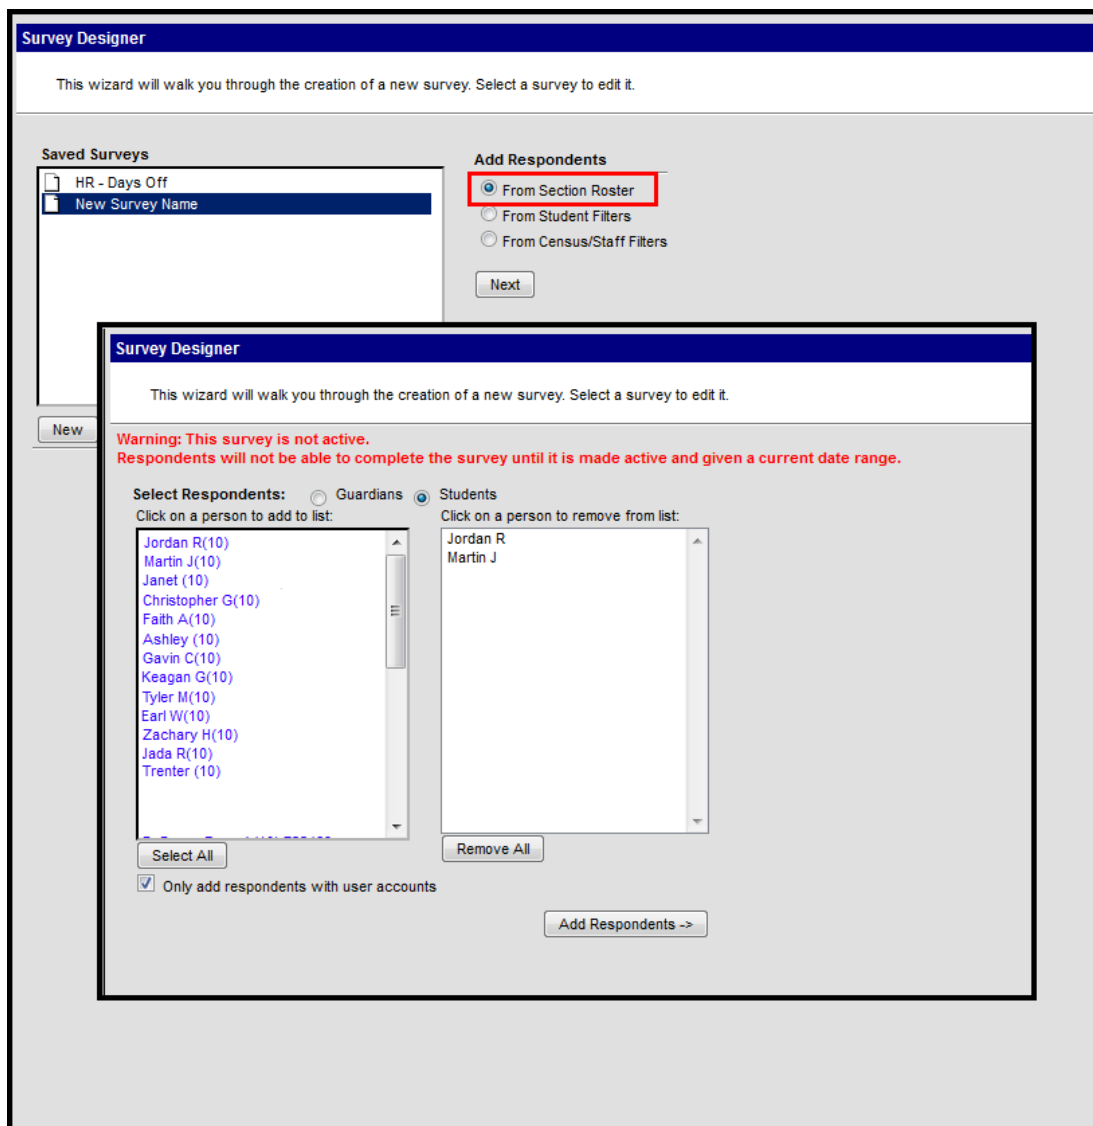 Survey Designer
This wizard will walk you through the creation of a new survey. Select a survey to edit it.
Saved Surveys
HR - Days Off
New Survey Name
New
Add Respondents
From Section Roster
From Student Filters
From Census/Staff Filters
Next
Survey Designer
This wizard will walk you through the creation of a new survey. Select a survey to edit it.
Warning: This survey is not active.
Respondents will not be able to complete the survey until it is made active and given a current date range.
Select Respondents: Guardians Students
Click on a person to add to list:
Jordan R(10)
Martin J(10)
Janet (10)
Christopher G(10)
Faith A(10)
Ashley (10)
Gavin C(10)
Keagan G(10)
Tyler M(10)
Earl W(10)
Zachary H(10)
Jada R(10)
Trenter (10)
Select All
Click on a person to remove from list:
Jordan R
Martin J
Remove All
Only add respondents with user accounts
Add Respondents ->